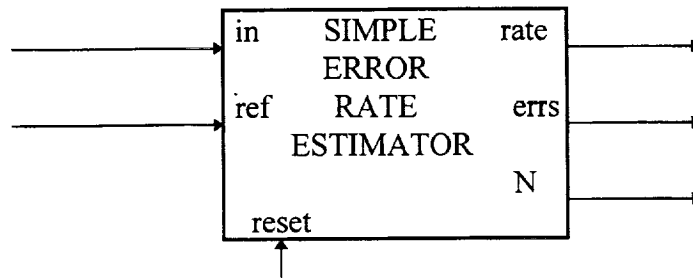 in SIMPLE rate
ERROR
ref RATE errs
ESTIMATOR
N
reset